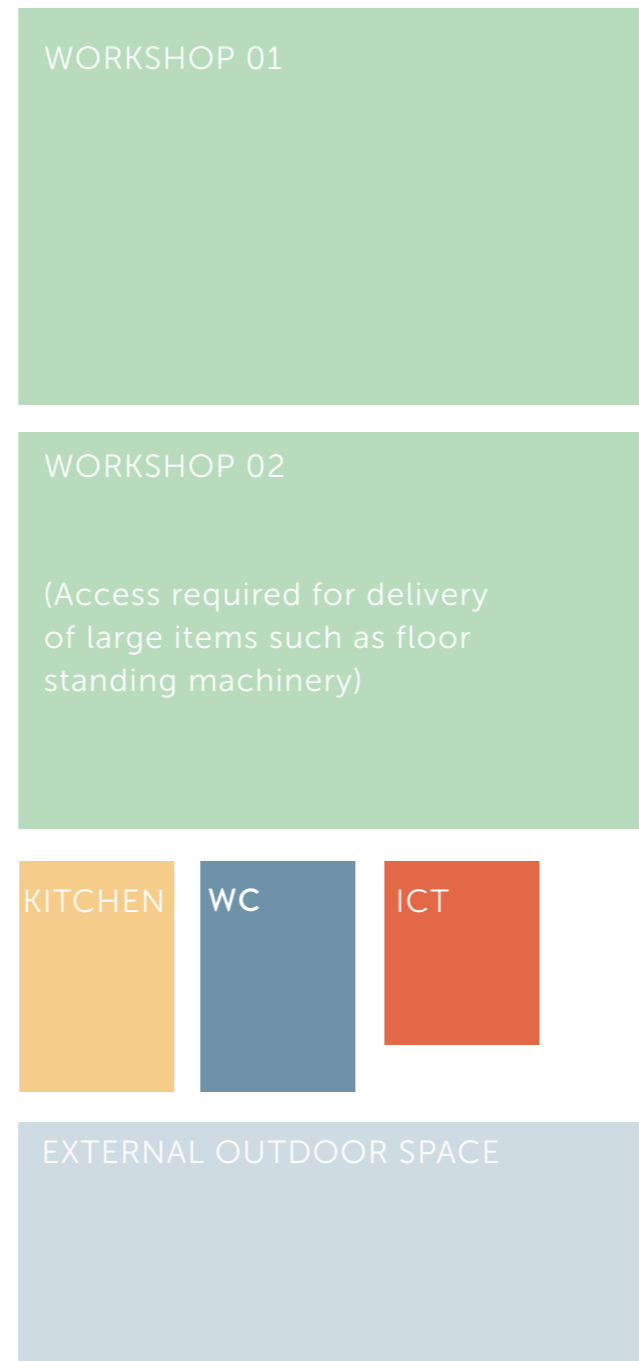 WORKSHOP 01
WORKSHOP 02
(Access required for delivery
of large items such as floor
standing machinery)
KITCHEN
WC
ICT
EXTERNAL OUTDOOR SPACE